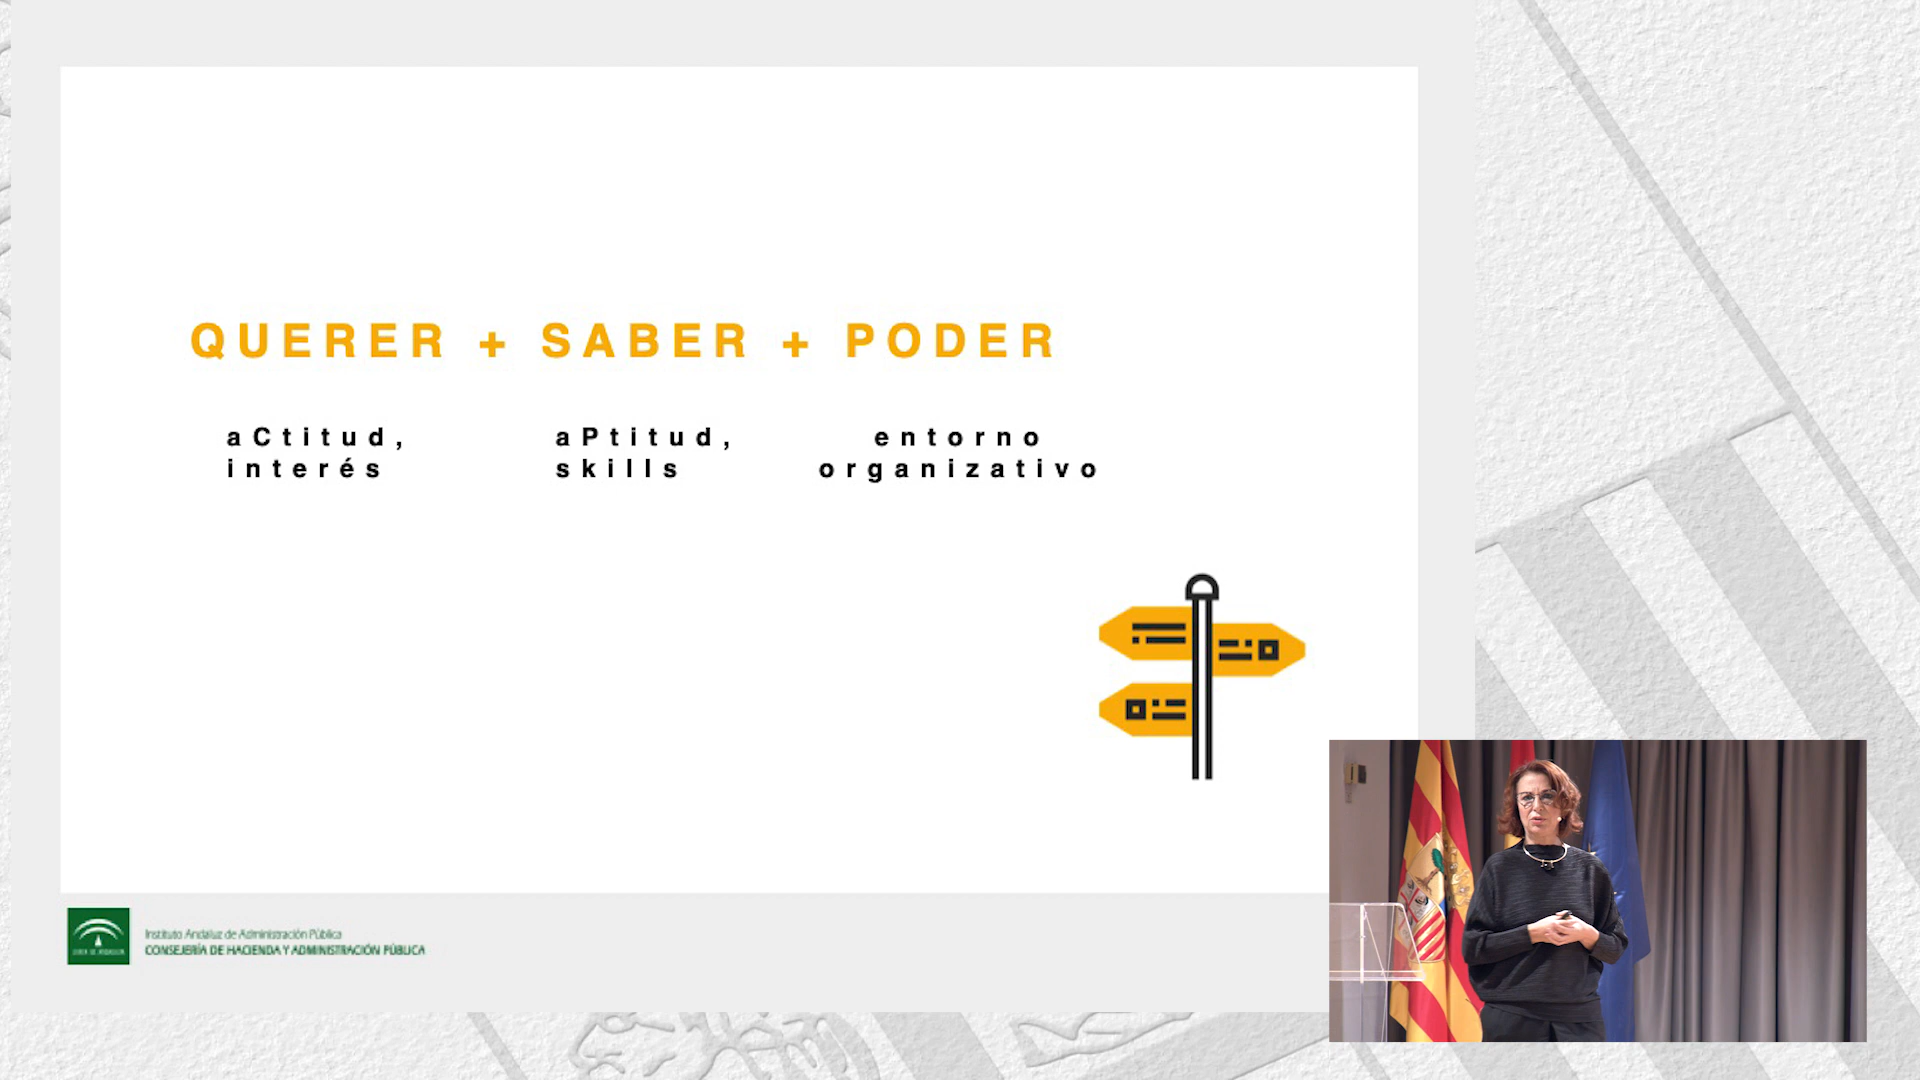 QUERER + SABER + PODER
aCtitud,
interés
aPtitud,
skills
entorno
organizativo
Instituto Andaluz de Administración Pública
CONSEJERÍA DE HACIENDA Y ADMINISTRACIÓN PÚBLICA